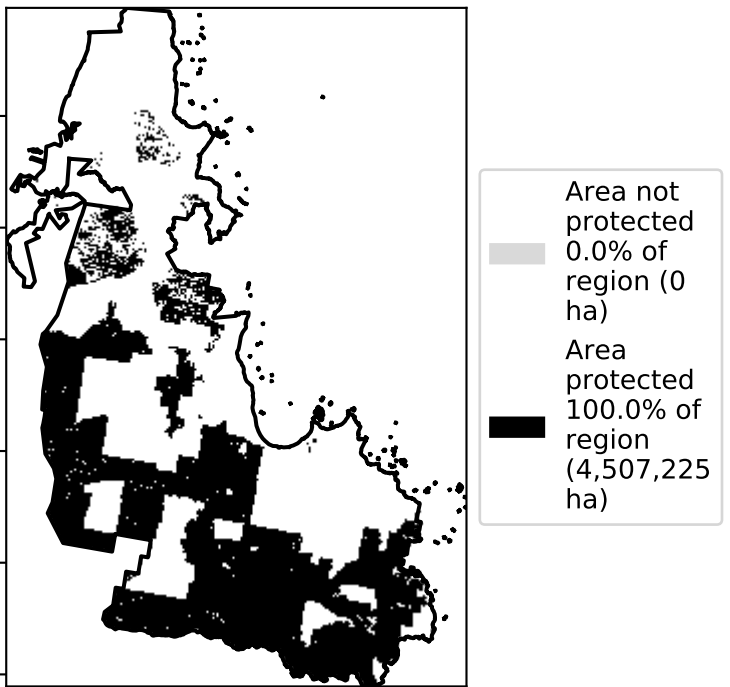 Area not
protected
0.0% of
region (0
ha)
Area
protected
100.0% of
region
(4,507,225
ha)